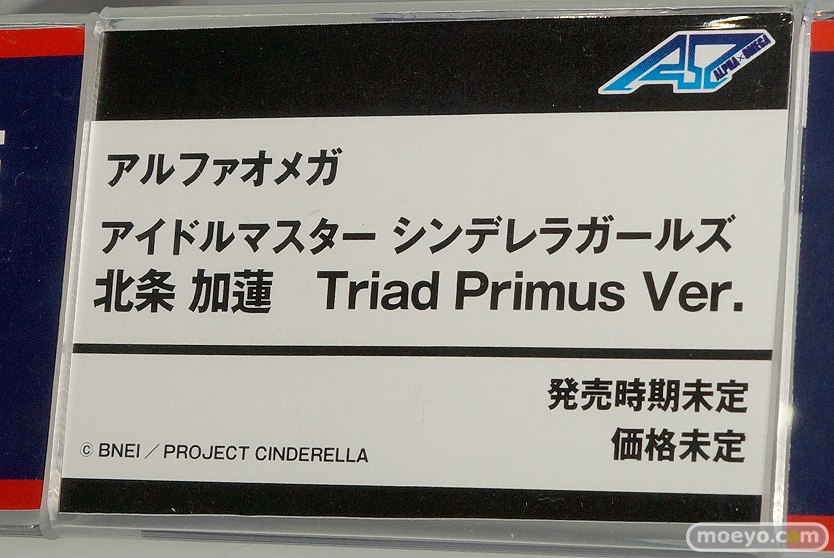 ALPHA×OMEGA
アルファオメガ
アイドルマスター シンデレラガールズ
北条 加蓮　Triad Primus Ver.
発売時期未定
価格未定
© BNEI／PROJECT CINDERELLA
moeyo.com